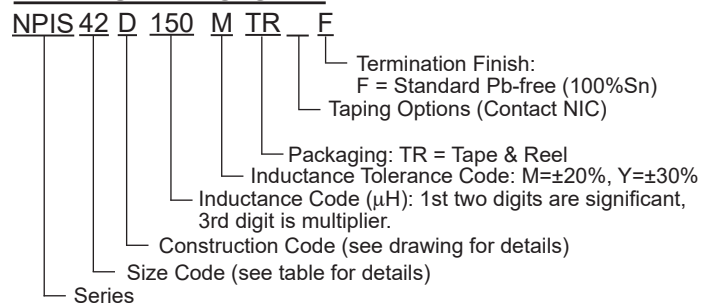 NPIS 42 D 150 M TR _ F
Termination Finish:
F = Standard Pb-free (100%Sn)
Taping Options (Contact NIC)
Packaging: TR = Tape & Reel
Inductance Tolerance Code: M=±20%, Y=±30%
Inductance Code (μH): 1st two digits are significant,
3rd digit is multiplier.
Construction Code (see drawing for details)
Size Code (see table for details)
Series